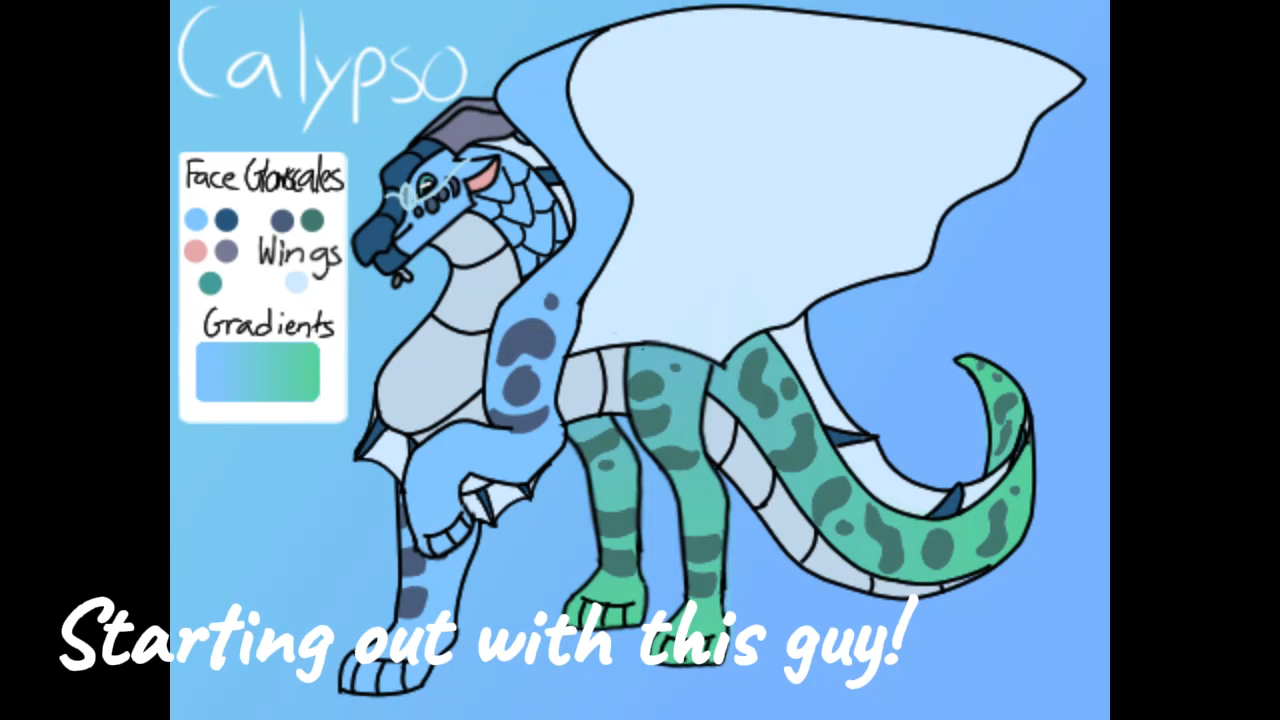 Calypso
Face Glowscales
Wings
Gradients
Starting out with this guy!